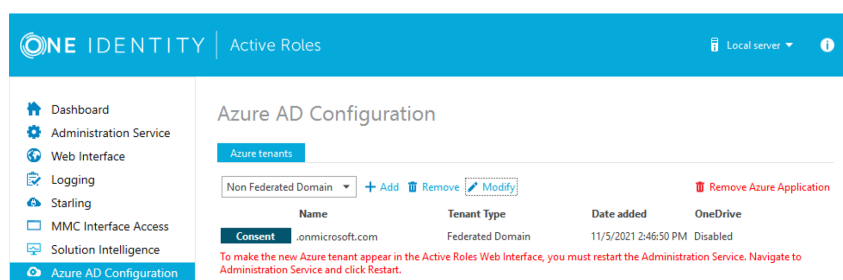 ONE IDENTITY Active Roles Local server
Dashboard
Administration Service
Web Interface
Logging
Starling
MMC Interface Access
Solution Intelligence
Azure AD Configuration
Azure AD Configuration
Azure tenants
Non Federated Domain + Add Remove Modify Remove Azure Application
Name Tenant Type Date added OneDrive
Consent .onmicrosoft.com Federated Domain 11/5/2021 2:46:50 PM Disabled
To make the new Azure tenant appear in the Active Roles Web Interface, you must restart the Administration Service. Navigate to
Administration Service and click Restart.